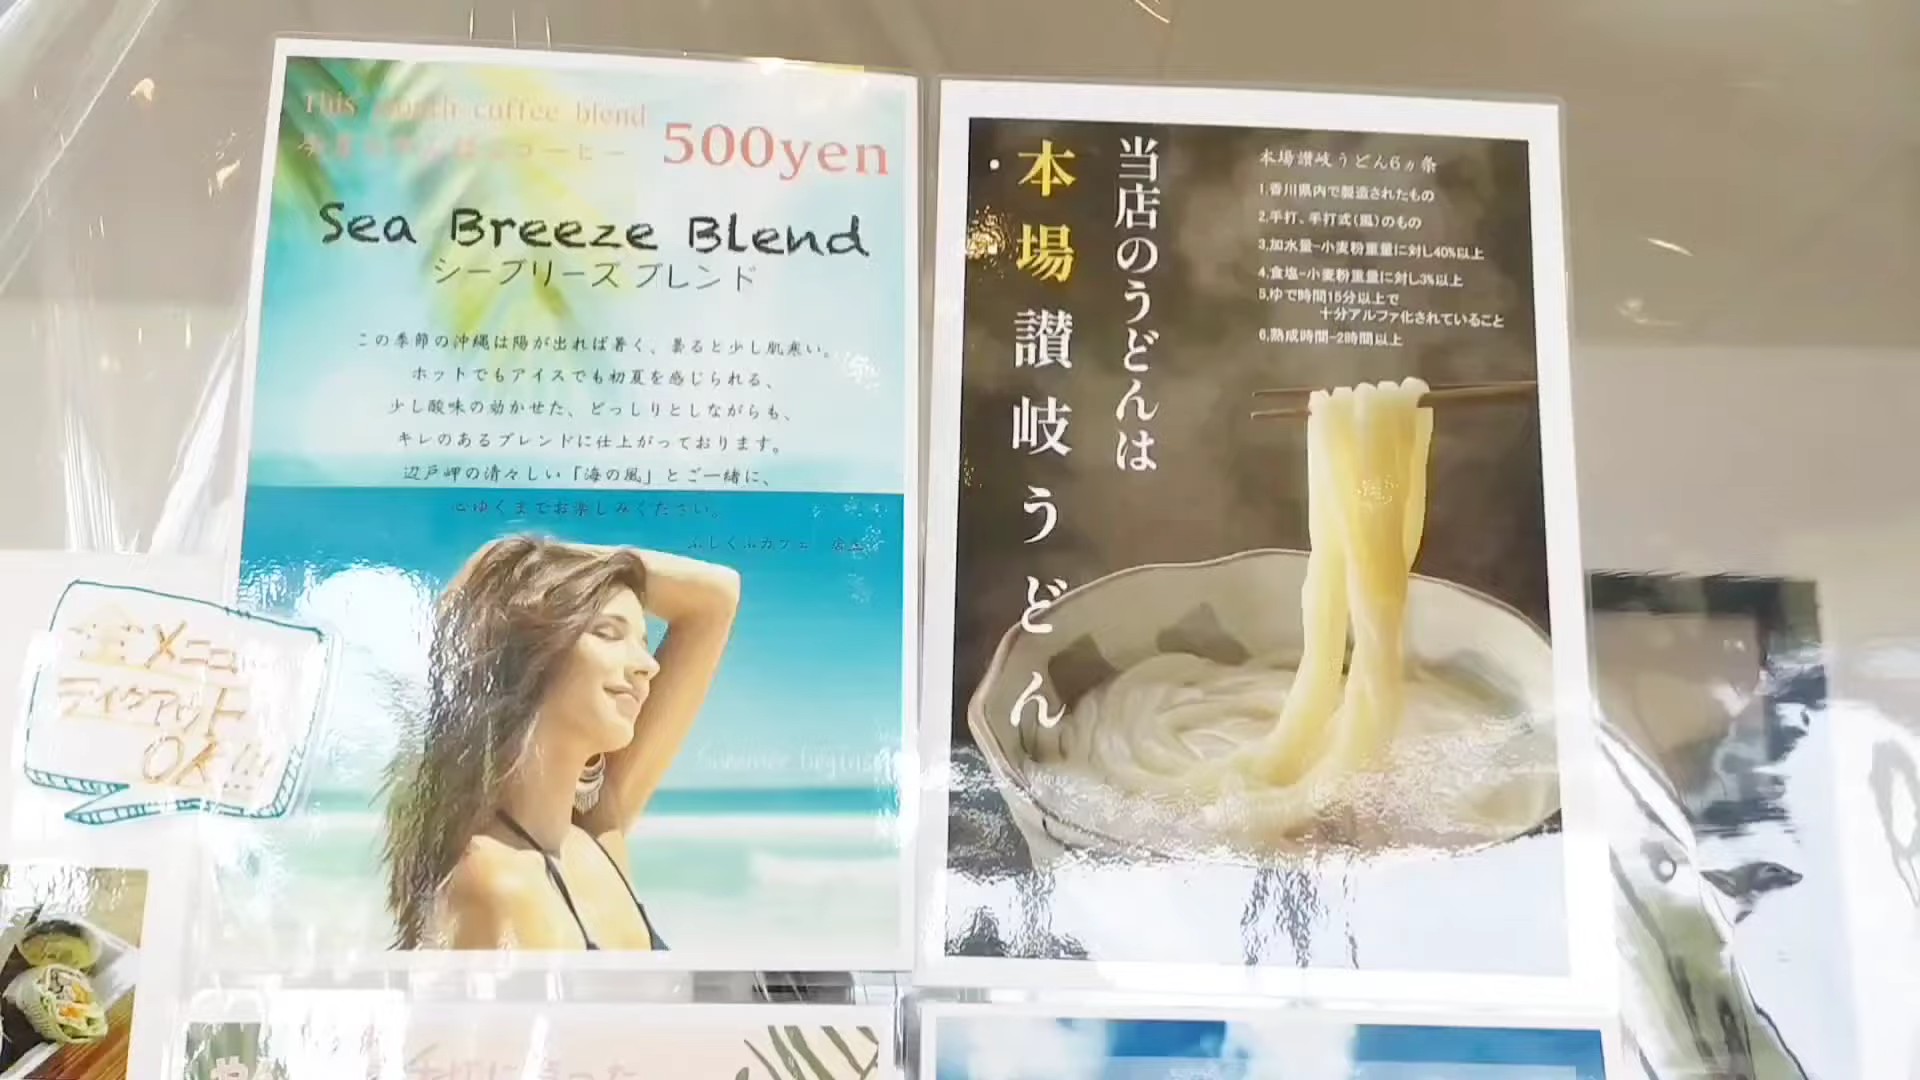 This month coffee blend
500yen
Sea Breeze Blend
シーブリーズ ブレンド
この季節の沖縄は陽が出れば暑く、曇ると少し肌寒い。
ホットでもアイスでも初夏を感じられる、
少し酸味の効かせた、どっしりとしながらも、
キレのあるブレンドに仕上がっております。
辺戸岬の清々しい「海の風」とご一緒に、
心ゆくまでお楽しみください。
Summer begins
全メニュー
テイクアウト
OK!!!
当店のうどんは
本場讃岐うどん
本場讃岐うどん6ヵ条
1.香川県内で製造されたもの
2.手打、手打式(風)のもの
3.加水量-小麦粉重量に対し40%以上
4.食塩-小麦粉重量に対し3%以上
5.ゆで時間15分以上で
十分アルファ化されていること
6.熟成時間-2時間以上